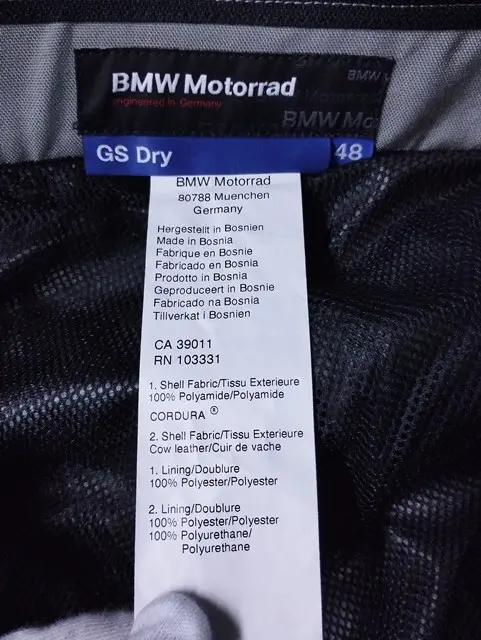 BMW Motorrad
engineered in Germany
BMW
BMW Mo
GS Dry
48
BMW Motorrad
80788 Muenchen
Germany
Hergestellt in Bosnien
Made in Bosnia
Fabrique en Bosnie
Fabricado en Bosnia
Prodotto in Bosnia
Geproduceert in Bosnie
Fabricado na Bosnia
Tillverkat i Bosnien
CA 39011
RN 103331
1. Shell Fabric/Tissu Exterieure
100% Polyamide/Polyamide
CORDURA ®
2. Shell Fabric/Tissu Exterieure
Cow leather/Cuir de vache
1. Lining/Doublure
100% Polyester/Polyester
2. Lining/Doublure
100% Polyester/Polyester
100% Polyurethane/
Polyurethane